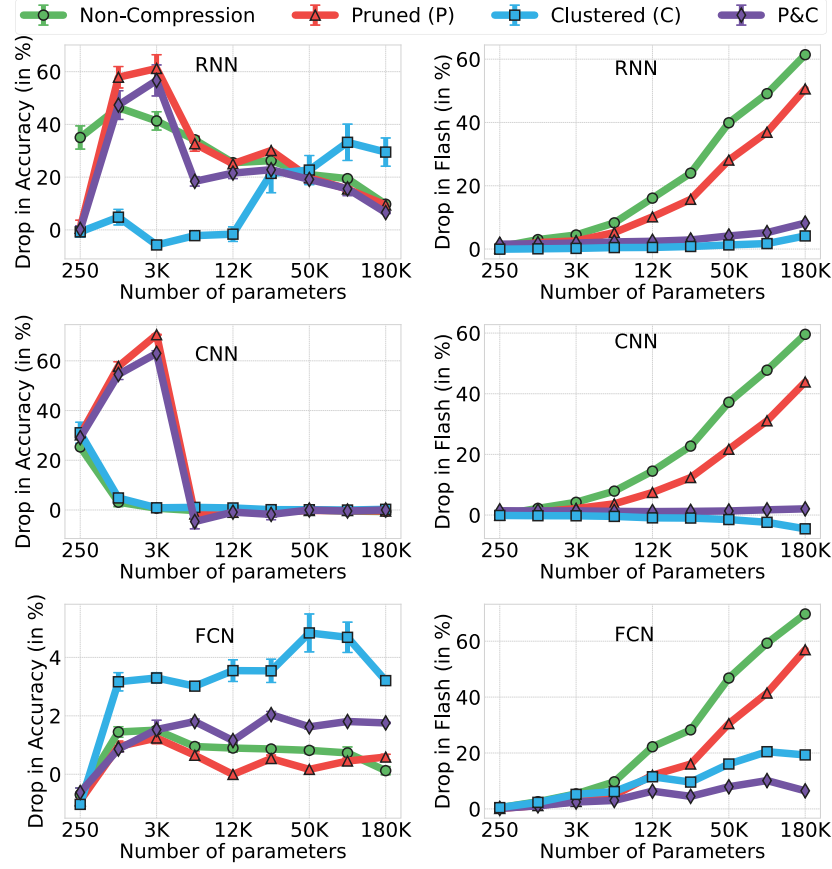 Non-Compression Pruned (P) Clustered (C) P&C
RNN
Drop in Accuracy (in %)
60
40
20
0
250 3K 12K 50K 180K
Number of parameters
RNN
Drop in Flash (in %)
60
40
20
0
250 3K 12K 50K 180K
Number of Parameters
CNN
Drop in Accuracy (in %)
60
40
20
0
250 3K 12K 50K 180K
Number of parameters
CNN
Drop in Flash (in %)
60
40
20
0
250 3K 12K 50K 180K
Number of Parameters
FCN
Drop in Accuracy (in %)
4
2
0
250 3K 12K 50K 180K
Number of parameters
FCN
Drop in Flash (in %)
60
40
20
0
250 3K 12K 50K 180K
Number of Parameters